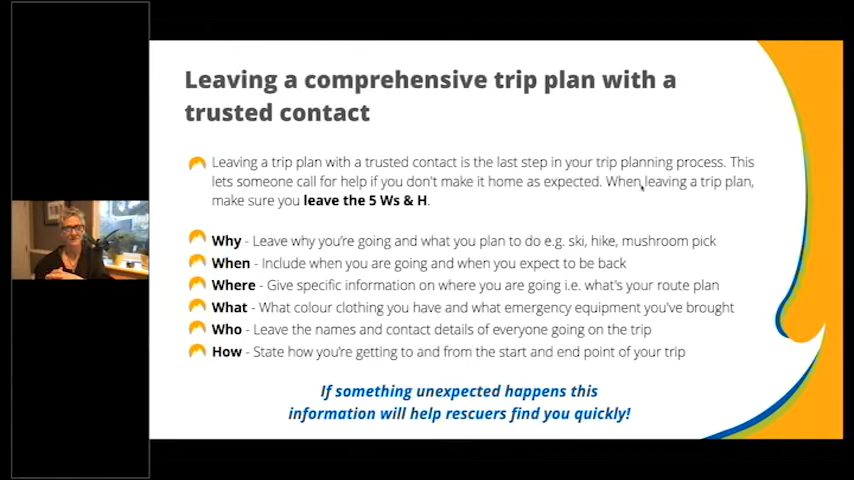 Leaving a comprehensive trip plan with a
trusted contact
Leaving a trip plan with a trusted contact is the last step in your trip planning process. This
lets someone call for help if you don't make it home as expected. When leaving a trip plan,
make sure you leave the 5 Ws & H.
Why - Leave why you're going and what you plan to do e.g. ski, hike, mushroom pick
When - Include when you are going and when you expect to be back
Where - Give specific information on where you are going i.e. what's your route plan
What - What colour clothing you have and what emergency equipment you've brought
Who - Leave the names and contact details of everyone going on the trip
How - State how you're getting to and from the start and end point of your trip
If something unexpected happens this
information will help rescuers find you quickly!